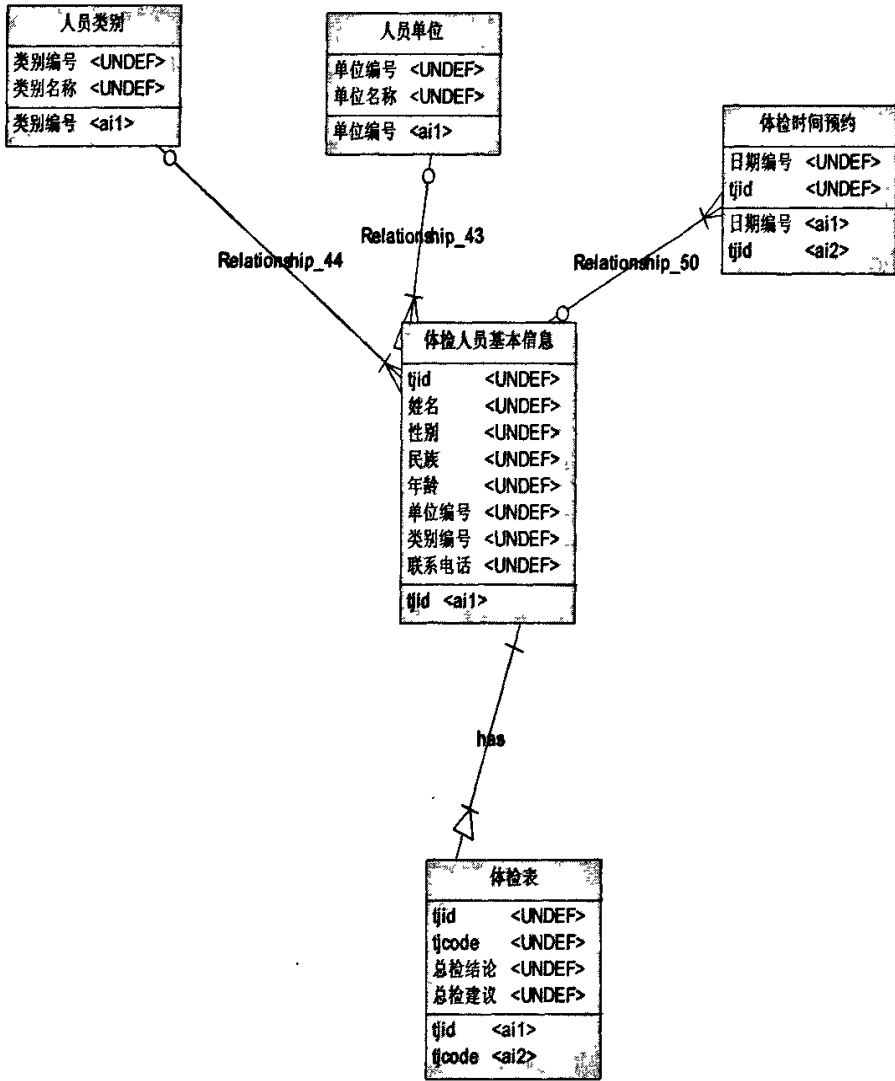 人员类别
类别编号 <UNDEF>
类别名称 <UNDEF>
类别编号 <ai1>
人员单位
单位编号 <UNDEF>
单位名称 <UNDEF>
单位编号 <ai1>
体检时间预约
日期编号 <UNDEF>
tjid <UNDEF>
日期编号 <ai1>
tjid <ai2>
Relationship_44
Relationship_43
Relationship_50
体检人员基本信息
tjid <UNDEF>
姓名 <UNDEF>
性别 <UNDEF>
民族 <UNDEF>
年龄 <UNDEF>
单位编号 <UNDEF>
类别编号 <UNDEF>
联系电话 <UNDEF>
tjid <ai1>
has
体检表
tjid <UNDEF>
tjcode <UNDEF>
总检结论 <UNDEF>
总检建议 <UNDEF>
tjid <ai1>
tjcode <ai2>